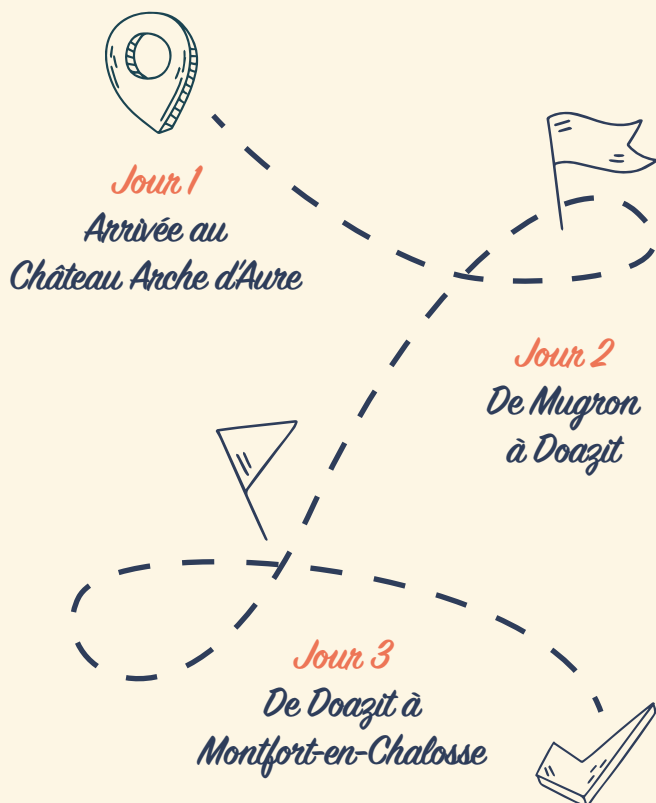 Jour 1
Arrivée au
Château Arche d'Aure
Jour 2
De Mugron
à Doazit
Jour 3
De Doazit à
Montfort-en-Chalosse